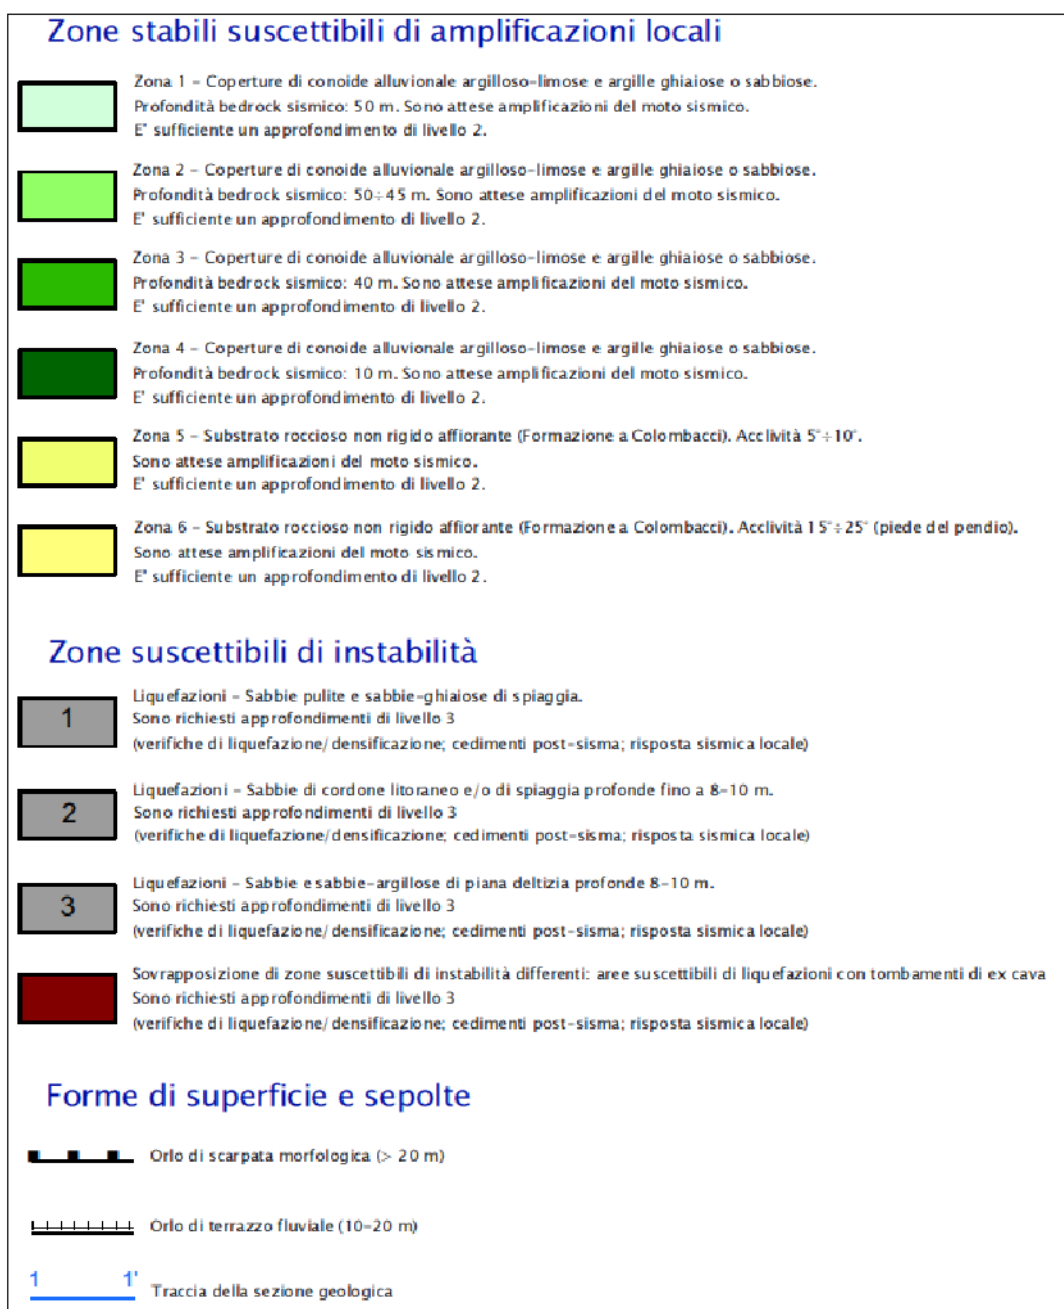 Zone stabili suscettibili di amplificazioni locali
Zona 1 - Coperture di conoide alluvionale argilloso-limose e argille ghiaiose o sabbiose.
Profondità bedrock sismico: 50 m. Sono attese amplificazioni del moto sismico.
E' sufficiente un approfondimento di livello 2.
Zona 2 - Coperture di conoide alluvionale argilloso-limose e argille ghiaiose o sabbiose.
Profondità bedrock sismico: 50÷45 m. Sono attese amplificazioni del moto sismico.
E' sufficiente un approfondimento di livello 2.
Zona 3 - Coperture di conoide alluvionale argilloso-limose e argille ghiaiose o sabbiose.
Profondità bedrock sismico: 40 m. Sono attese amplificazioni del moto sismico.
E' sufficiente un approfondimento di livello 2.
Zona 4 - Coperture di conoide alluvionale argilloso-limose e argille ghiaiose o sabbiose.
Profondità bedrock sismico: 10 m. Sono attese amplificazioni del moto sismico.
E' sufficiente un approfondimento di livello 2.
Zona 5 - Substrato roccioso non rigido affiorante (Formazione a Colombacci). Acclività 5°÷10°.
Sono attese amplificazioni del moto sismico.
E' sufficiente un approfondimento di livello 2.
Zona 6 - Substrato roccioso non rigido affiorante (Formazione a Colombacci). Acclività 15°÷25° (piede del pendio).
Sono attese amplificazioni del moto sismico.
E' sufficiente un approfondimento di livello 2.
Zone suscettibili di instabilità
1
Liquefazioni - Sabbie pulite e sabbie-ghiaiose di spiaggia.
Sono richiesti approfondimenti di livello 3
(verifiche di liquefazione/densificazione; cedimenti post-sisma; risposta sismica locale)
2
Liquefazioni - Sabbie di cordone litoraneo e/o di spiaggia profonde fino a 8-10 m.
Sono richiesti approfondimenti di livello 3
(verifiche di liquefazione/densificazione; cedimenti post-sisma; risposta sismica locale)
3
Liquefazioni - Sabbie e sabbie-argillose di piana deltizia profonde 8-10 m.
Sono richiesti approfondimenti di livello 3
(verifiche di liquefazione/densificazione; cedimenti post-sisma; risposta sismica locale)
Sovrapposizione di zone suscettibili di instabilità differenti: aree suscettibili di liquefazioni con tombamenti di ex cava
Sono richiesti approfondimenti di livello 3
(verifiche di liquefazione/densificazione; cedimenti post-sisma; risposta sismica locale)
Forme di superficie e sepolte
Orlo di scarpata morfologica (> 20 m)
Orlo di terrazzo fluviale (10-20 m)
1 1' Traccia della sezione geologica